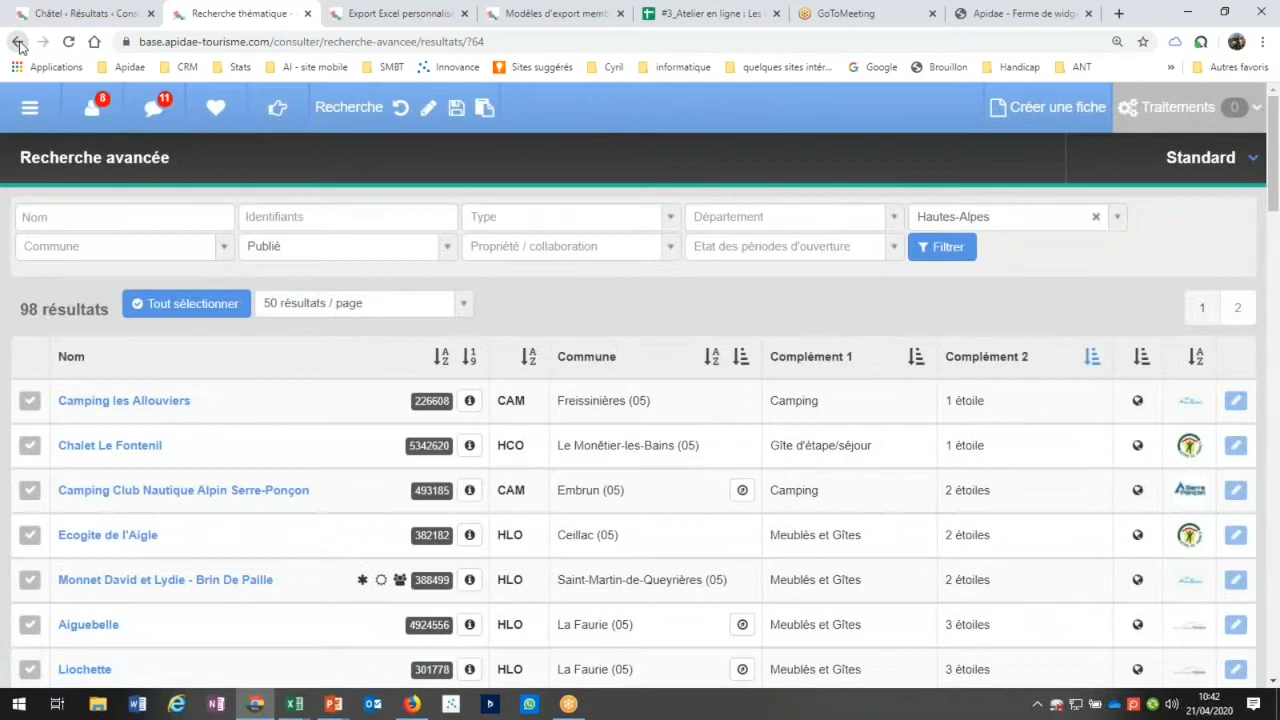 Châtel ‹ Résultats ‹ Cons
Recherche thématique -
Export Excel personnalis
Modèles d'export memb
#3_Atelier en ligne : Les
GoToMeeting
Apidae - Ferme de widg
base.apidae-tourisme.com/consulter/recherche-avancee/resultats/?64
Applications
Apidae
CRM
Stats
AI - site mobile
SMBT
Innovance
Sites suggérés
Cyril
informatique
quelques sites intér...
Google
Brouillon
Handicap
ANT
»
Autres favoris
8
11
Recherche
Créer une fiche
Traitements 0
Recherche avancée
Standard
Nom
Identifiants
Type
Département
Hautes-Alpes
Commune
Publié
Propriété / collaboration
Etat des périodes d'ouverture
Filtrer
98 résultats
Tout sélectionner
50 résultats / page
1 2
Nom
Commune
Complément 1
Complément 2
Camping les Allouviers 226608 CAM Freissinières (05) Camping 1 étoile
Chalet Le Fontenil 5342620 HCO Le Monêtier-les-Bains (05) Gîte d'étape/séjour 1 étoile
Camping Club Nautique Alpin Serre-Ponçon 493185 CAM Embrun (05) Camping 2 étoiles
Ecogite de l'Aigle 382182 HLO Ceillac (05) Meublés et Gîtes 2 étoiles
Monnet David et Lydie - Brin De Paille 388499 HLO Saint-Martin-de-Queyrières (05) Meublés et Gîtes 2 étoiles
Aiguebelle 4924556 HLO La Faurie (05) Meublés et Gîtes 3 étoiles
Liochette 301778 HLO La Faurie (05) Meublés et Gîtes 3 étoiles
10:42
21/04/2020